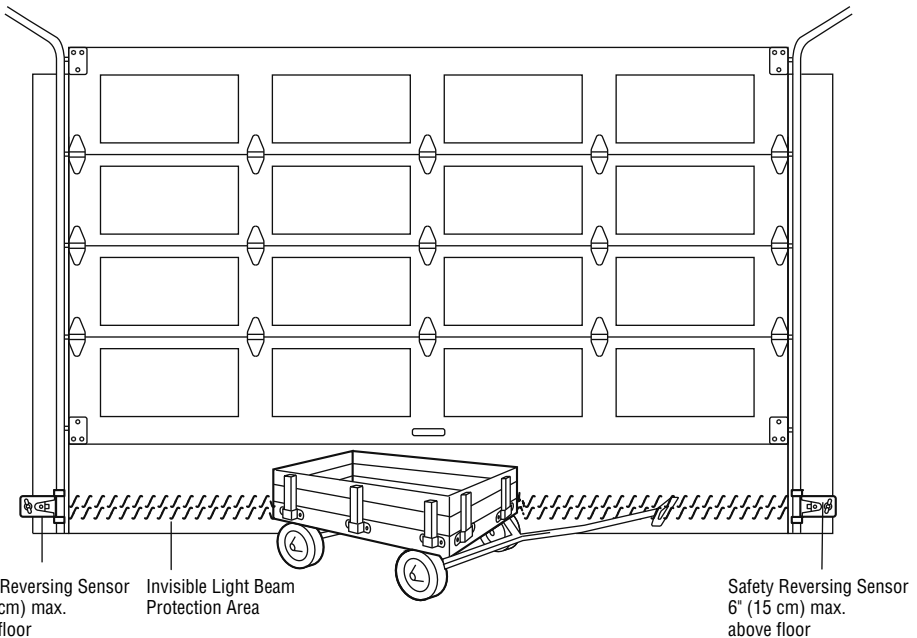 Reversing Sensor
cm) max.
floor
Invisible Light Beam
Protection Area
Safety Reversing Sensor
6" (15 cm) max.
above floor